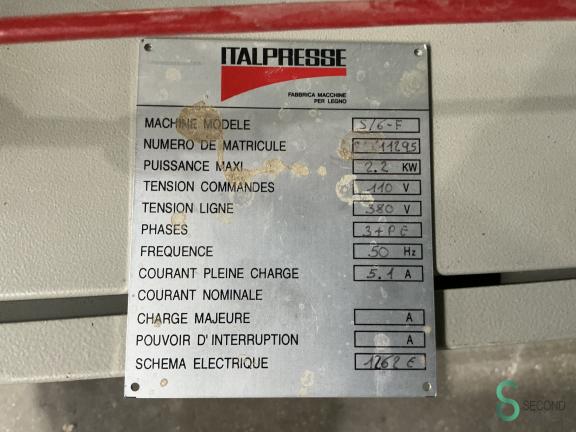 ITALPRESSE
FABBRICA MACCHINE
PER LEGNO
MACHINE MODELE S/6-F
NUMERO DE MATRICULE 11295
PUISSANCE MAXI 2.2 KW
TENSION COMMANDES 110 V
TENSION LIGNE 380 V
PHASES 3+PE
FREQUENCE 50 Hz
COURANT PLEINE CHARGE 5.1 A
COURANT NOMINALE
CHARGE MAJEURE A
POUVOIR D'INTERRUPTION A
SCHEMA ELECTRIQUE 1262 E
SECOND